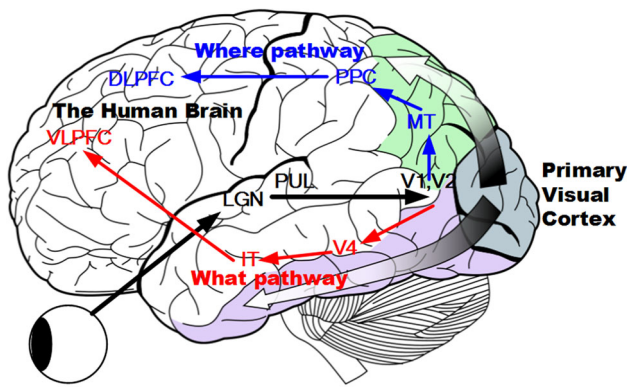 Where pathway
DLPFC
PPC
The Human Brain
MT
VLPFC
PUL
V1,V2
LGN
Primary
Visual
Cortex
V4
IT
What pathway